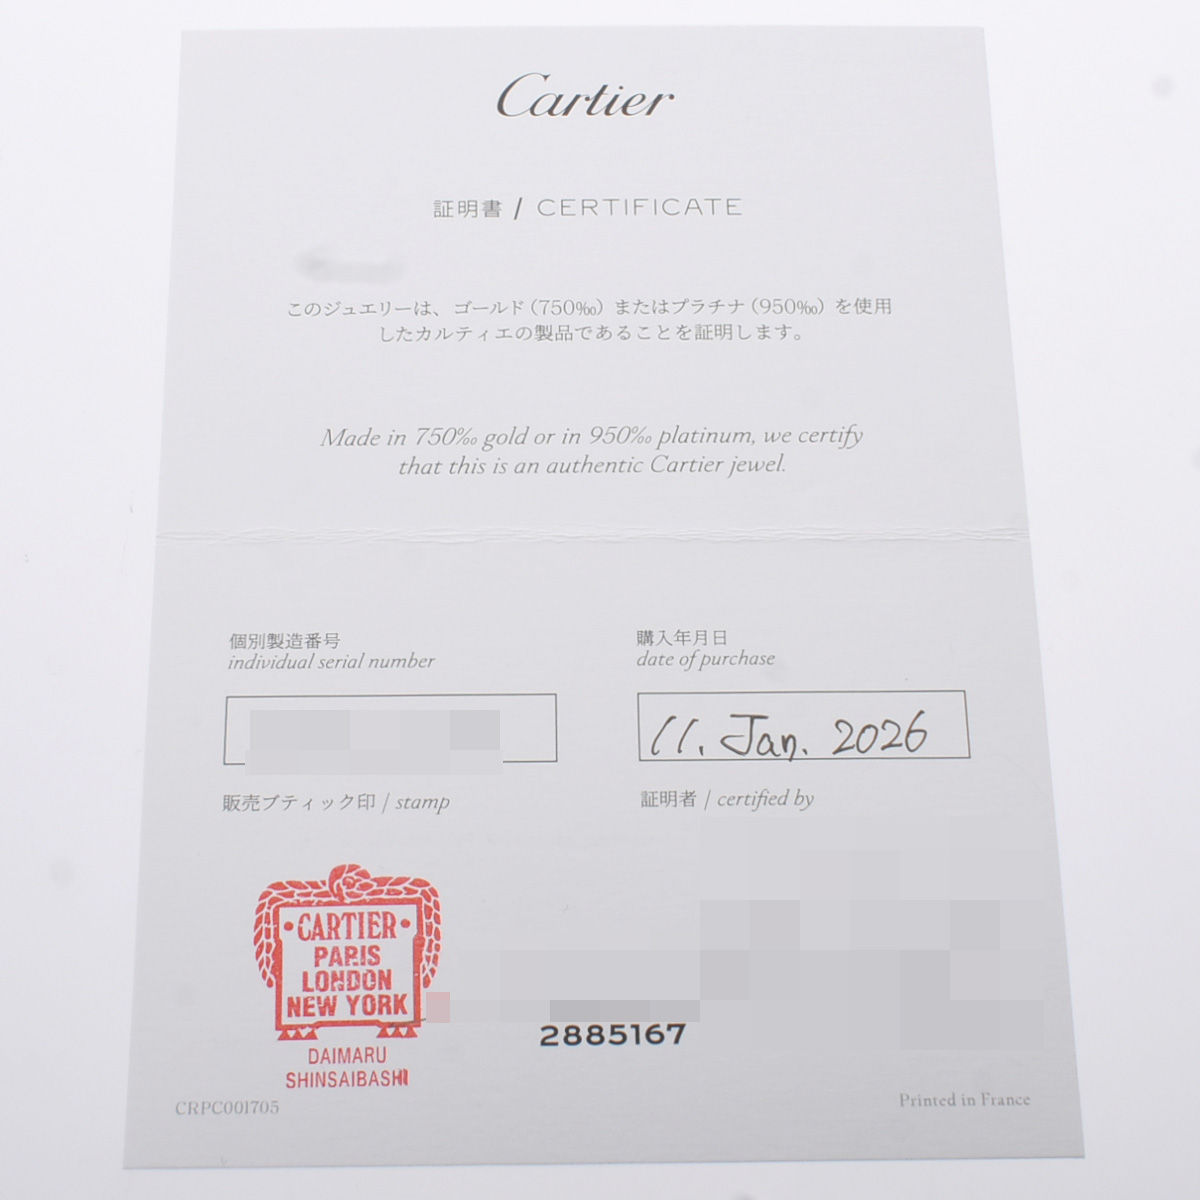 Cartier
証明書 / CERTIFICATE
このジュエリーは、ゴールド（750‰）またはプラチナ（950‰）を使用
したカルティエの製品であることを証明します。
Made in 750‰ gold or in 950‰ platinum, we certify
that this is an authentic Cartier jewel.
個別製造番号
individual serial number
購入年月日
date of purchase
11. Jan. 2026
販売ブティック印 / stamp
証明者 / certified by
• CARTIER •
PARIS
LONDON
NEW YORK
DAIMARU
SHINSAIBASHI
2885167
CRPC001705
Printed in France